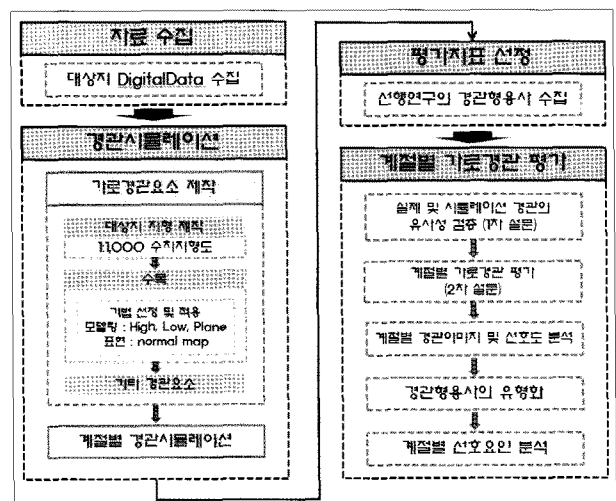 자료 수집
대상지 DigitalData 수집
경관시뮬레이션
가로경관요소 제작
대상지 지형 제작
1:1,000 수치지형도
수목
기법 선정 및 적용
모델링 : High, Low, Plane
표현 : normal map
기타 경관요소
계절별 경관시뮬레이션
평가지표 선정
선행연구의 경관형용사 수집
계절별 가로경관 평가
실제 및 시뮬레이션 경관의
유사성 검증 (1차 설문)
계절별 가로경관 평가
(2차 설문)
계절별 경관이미지 및 선호도 분석
경관형용사의 유형화
계절별 선호요인 분석